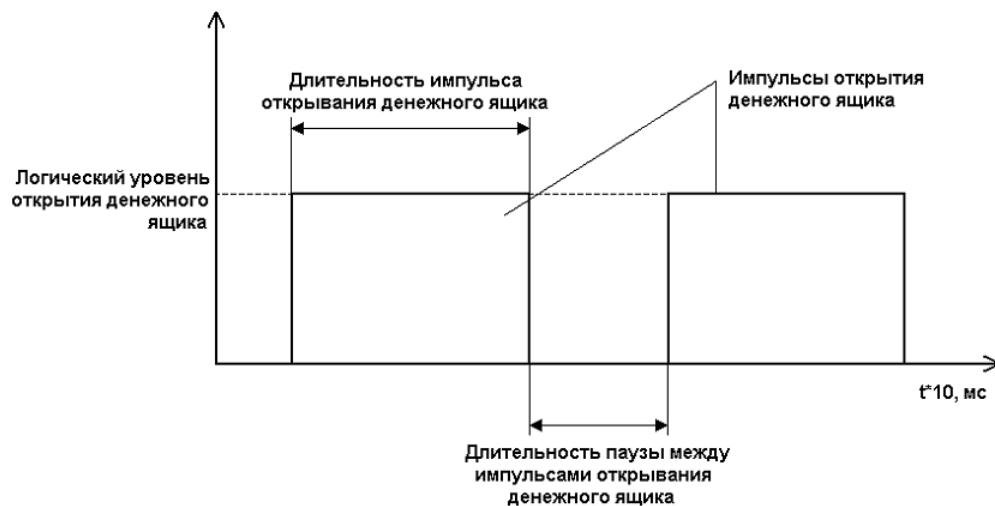 Длительность импульса
открывания денежного ящика
Импульсы открытия
денежного ящика
Логический уровень
открытия денежного
ящика
t*10, мс
Длительность паузы между
импульсами открывания
денежного ящика